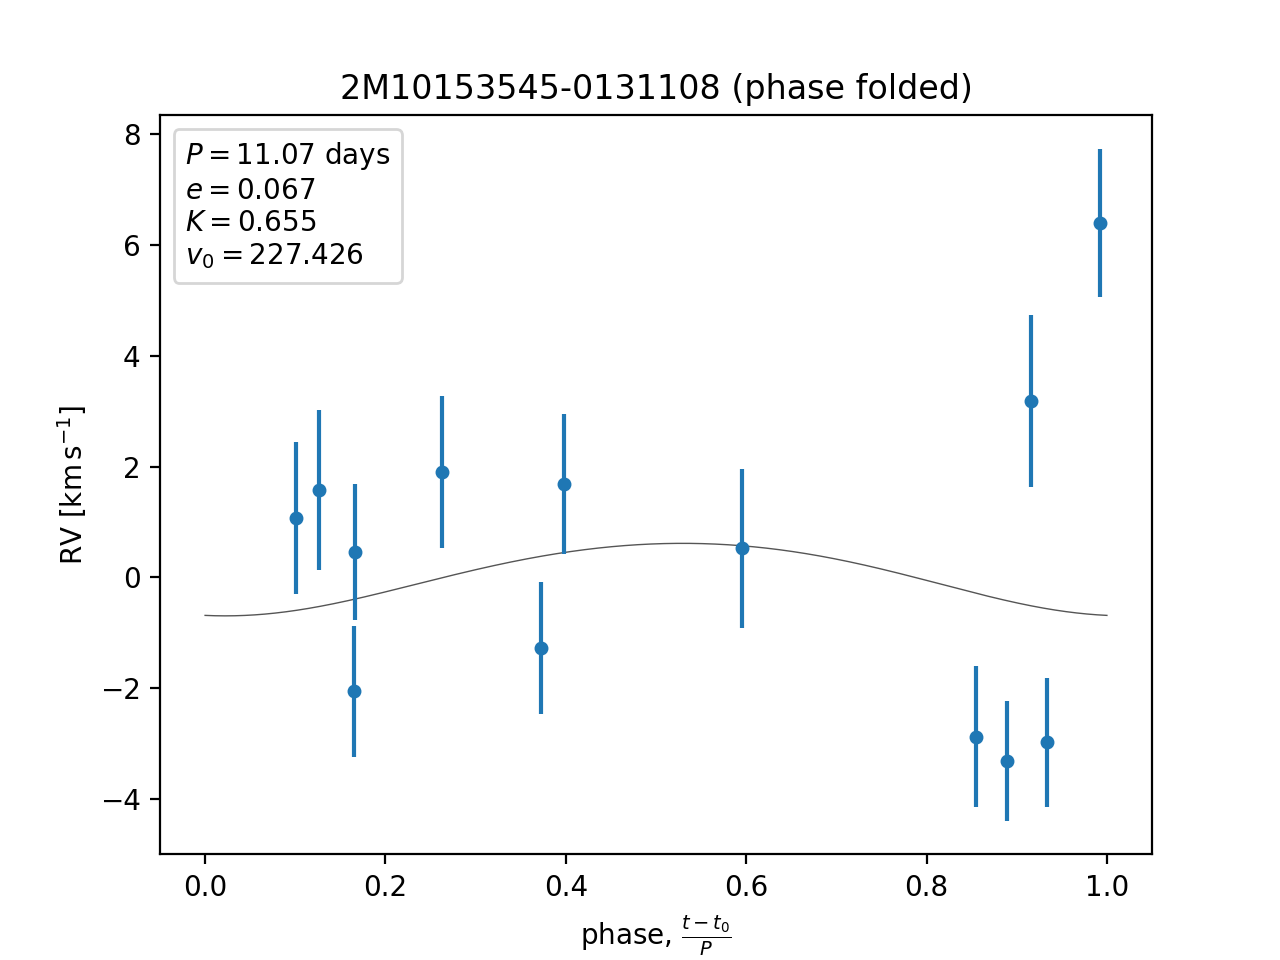 2M10153545-0131108 (phase folded)
P = 11.07 days
e = 0.067
K = 0.655
v₀ = 227.426
8
6
4
2
0
−2
−4
RV [km s⁻¹]
0.0 0.2 0.4 0.6 0.8 1.0
phase, (t − t₀)/P